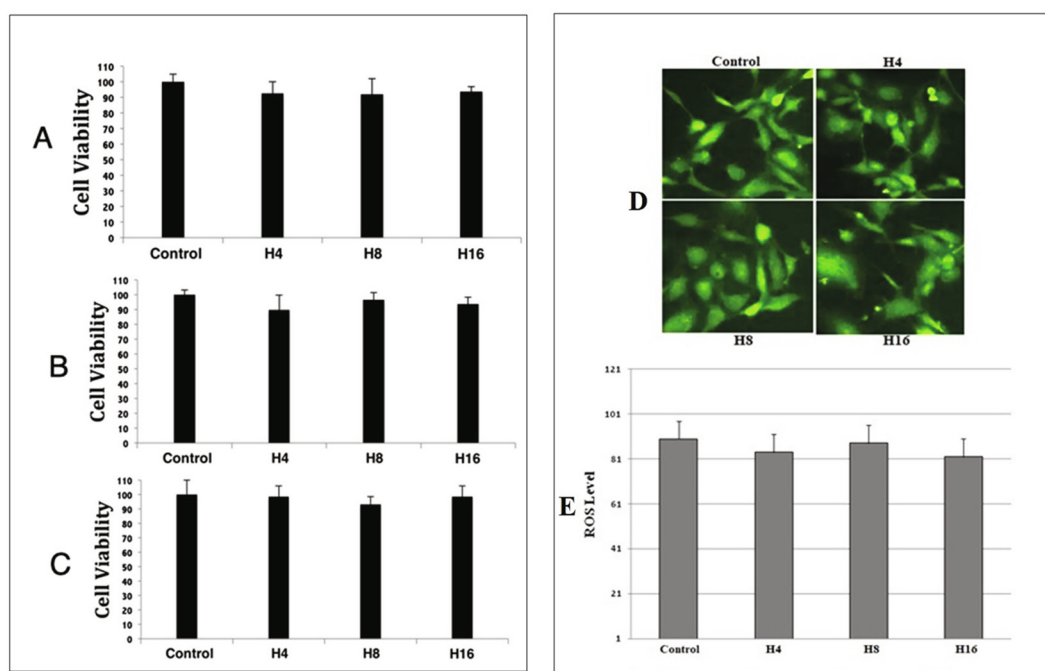 A
Cell Viability
110
100
90
80
70
60
50
40
30
20
10
0
Control H4 H8 H16
B
Cell Viability
110
100
90
80
70
60
50
40
30
20
10
0
Control H4 H8 H16
C
Cell Viability
110
100
90
80
70
60
50
40
30
20
10
0
Control H4 H8 H16
Control H4
D
H8 H16
E
ROS Level
121
101
81
61
41
21
1
Control H4 H8 H16